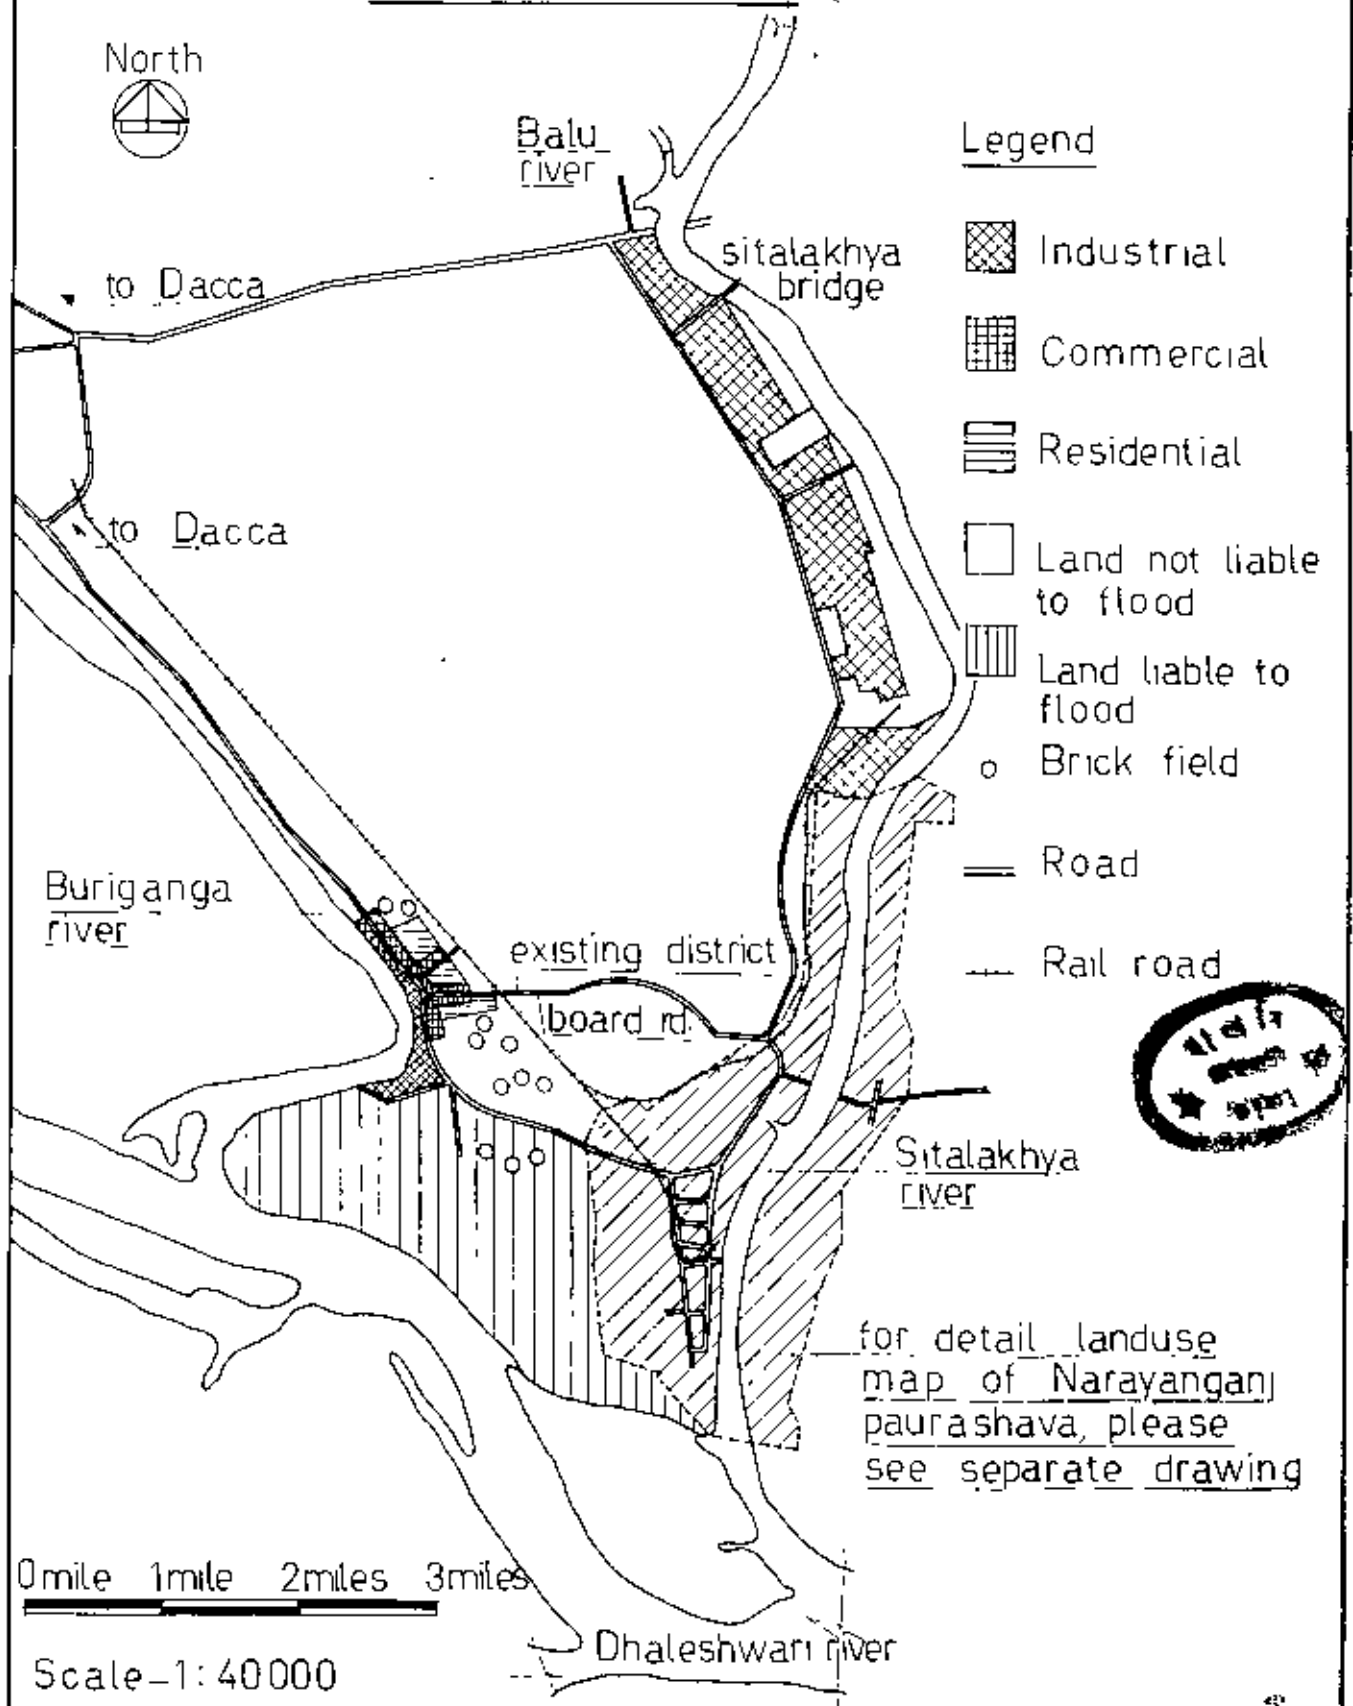 North
Balu
river
Legend
Industrial
sitalakhya
bridge
to Dacca
Commercial
Residential
to Dacca
Land not liable
to flood
Land liable to
flood
Brick field
Road
Buriganga
river
existing district
board rd.
Rail road
Sitalakhya
river
for detail landuse
map of Narayanganj
paurashava, please
see separate drawing
0mile 1mile 2miles 3miles
Dhaleshwari river
Scale-1:40000